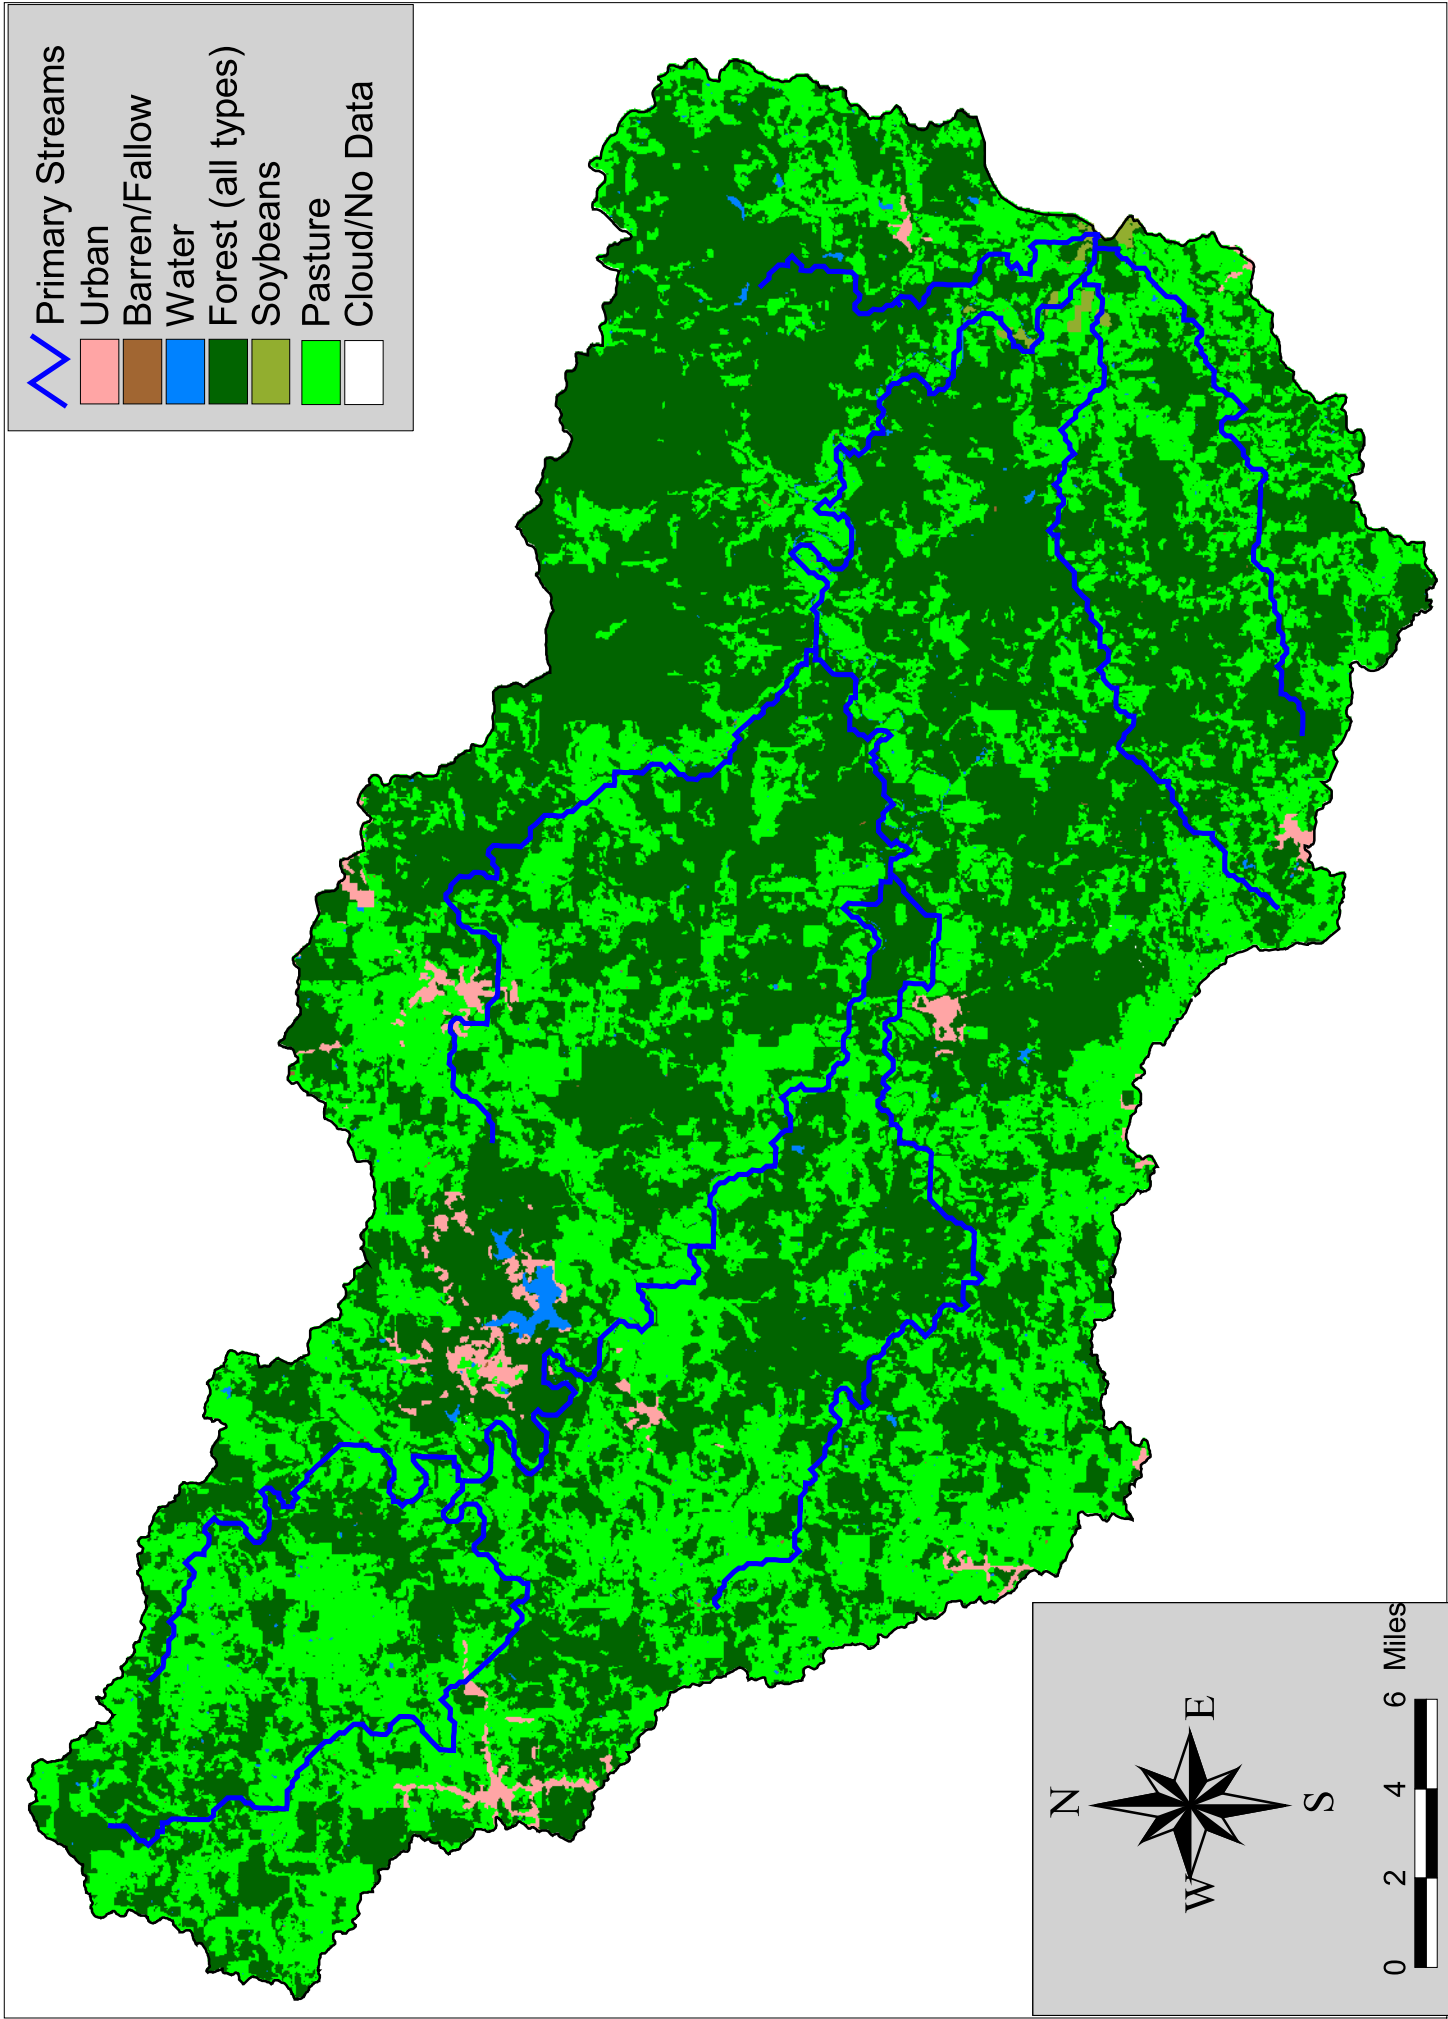 Primary Streams
Urban
Barren/Fallow
Water
Forest (all types)
Soybeans
Pasture
Cloud/No Data
N
W
E
S
0 2 4 6 Miles